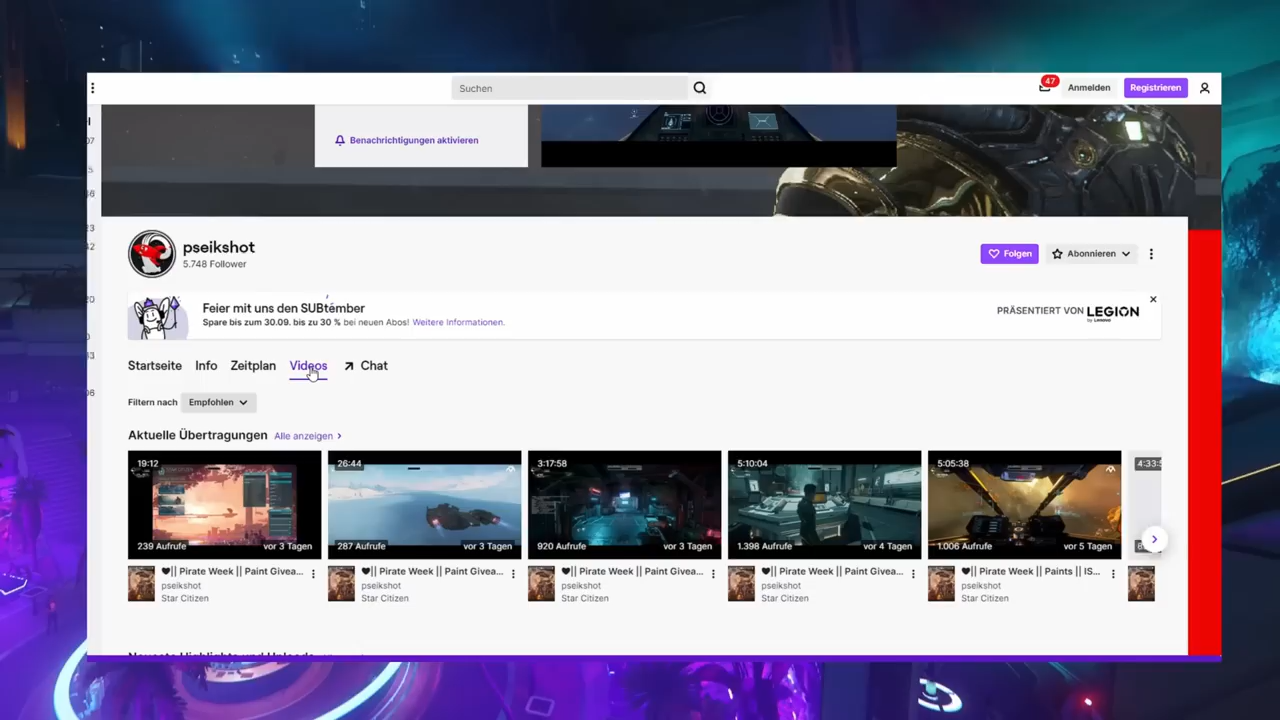 Suchen
47
Anmelden
Registrieren
Benachrichtigungen aktivieren
pseikshot
5.748 Follower
Folgen
Abonnieren
Feier mit uns den SUBtember
Spare bis zum 30.09. bis zu 30 % bei neuen Abos! Weitere Informationen.
PRÄSENTIERT VON LEGION
by Lenovo
Startseite
Info
Zeitplan
Videos
Chat
Filtern nach
Empfohlen
Aktuelle Übertragungen
Alle anzeigen
19:12
239 Aufrufe
vor 3 Tagen
26:44
287 Aufrufe
vor 3 Tagen
3:17:58
920 Aufrufe
vor 3 Tagen
5:10:04
1.398 Aufrufe
vor 4 Tagen
5:05:38
1.006 Aufrufe
vor 5 Tagen
❤|| Pirate Week || Paint Givea...
pseikshot
Star Citizen
❤|| Pirate Week || Paint Givea...
pseikshot
Star Citizen
❤|| Pirate Week || Paint Givea...
pseikshot
Star Citizen
❤|| Pirate Week || Paint Givea...
pseikshot
Star Citizen
❤|| Pirate Week || Paints || IS...
pseikshot
Star Citizen